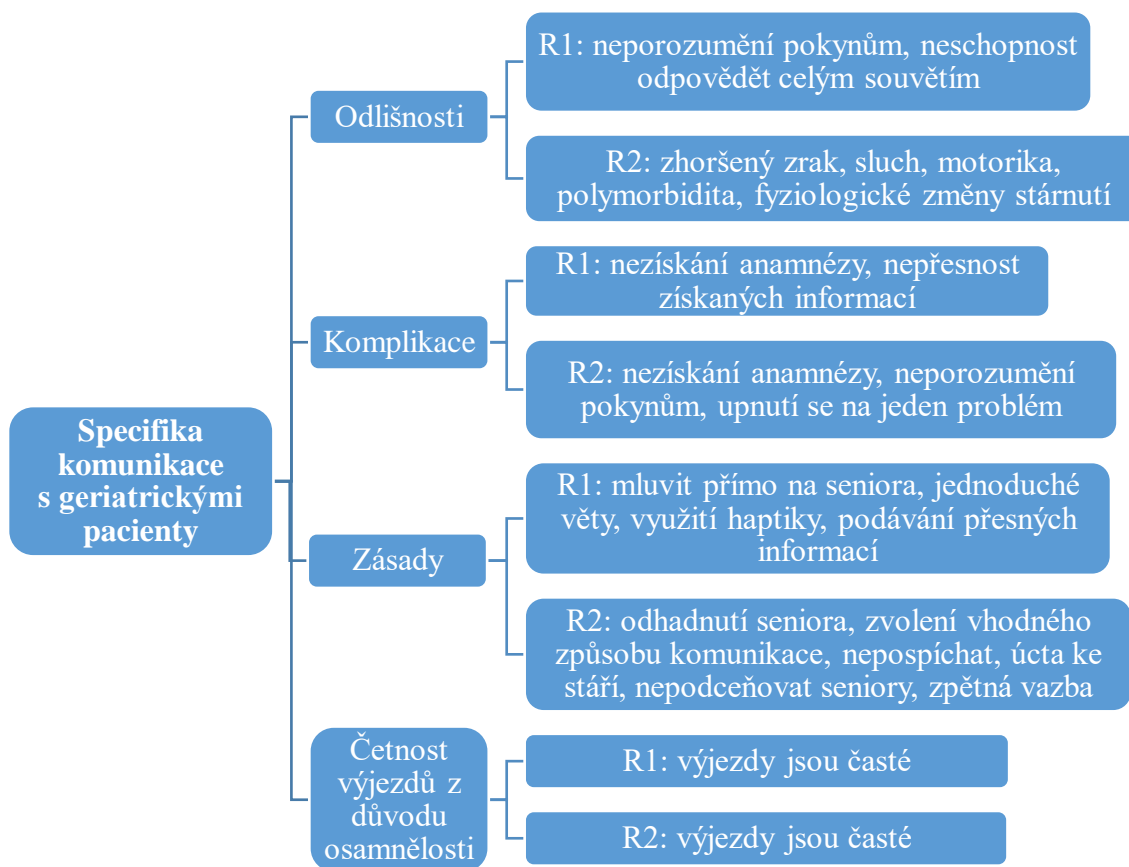 Specifika
komunikace
s geriatrickými
pacienty
Odlišnosti
R1: neporozumění pokynům, neschopnost
odpovědět celým souvětím
R2: zhoršený zrak, sluch, motorika,
polymorbidita, fyziologické změny stárnutí
Komplikace
R1: nezískání anamnézy, nepřesnost
získaných informací
R2: nezískání anamnézy, neporozumění
pokynům, upnutí se na jeden problém
Zásady
R1: mluvit přímo na seniora, jednoduché
věty, využití haptiky, podávání přesných
informací
R2: odhadnutí seniora, zvolení vhodného
způsobu komunikace, nepospíchat, úcta ke
stáří, nepodceňovat seniory, zpětná vazba
Četnost
výjezdů z
důvodu
osamnělosti
R1: výjezdy jsou časté
R2: výjezdy jsou časté